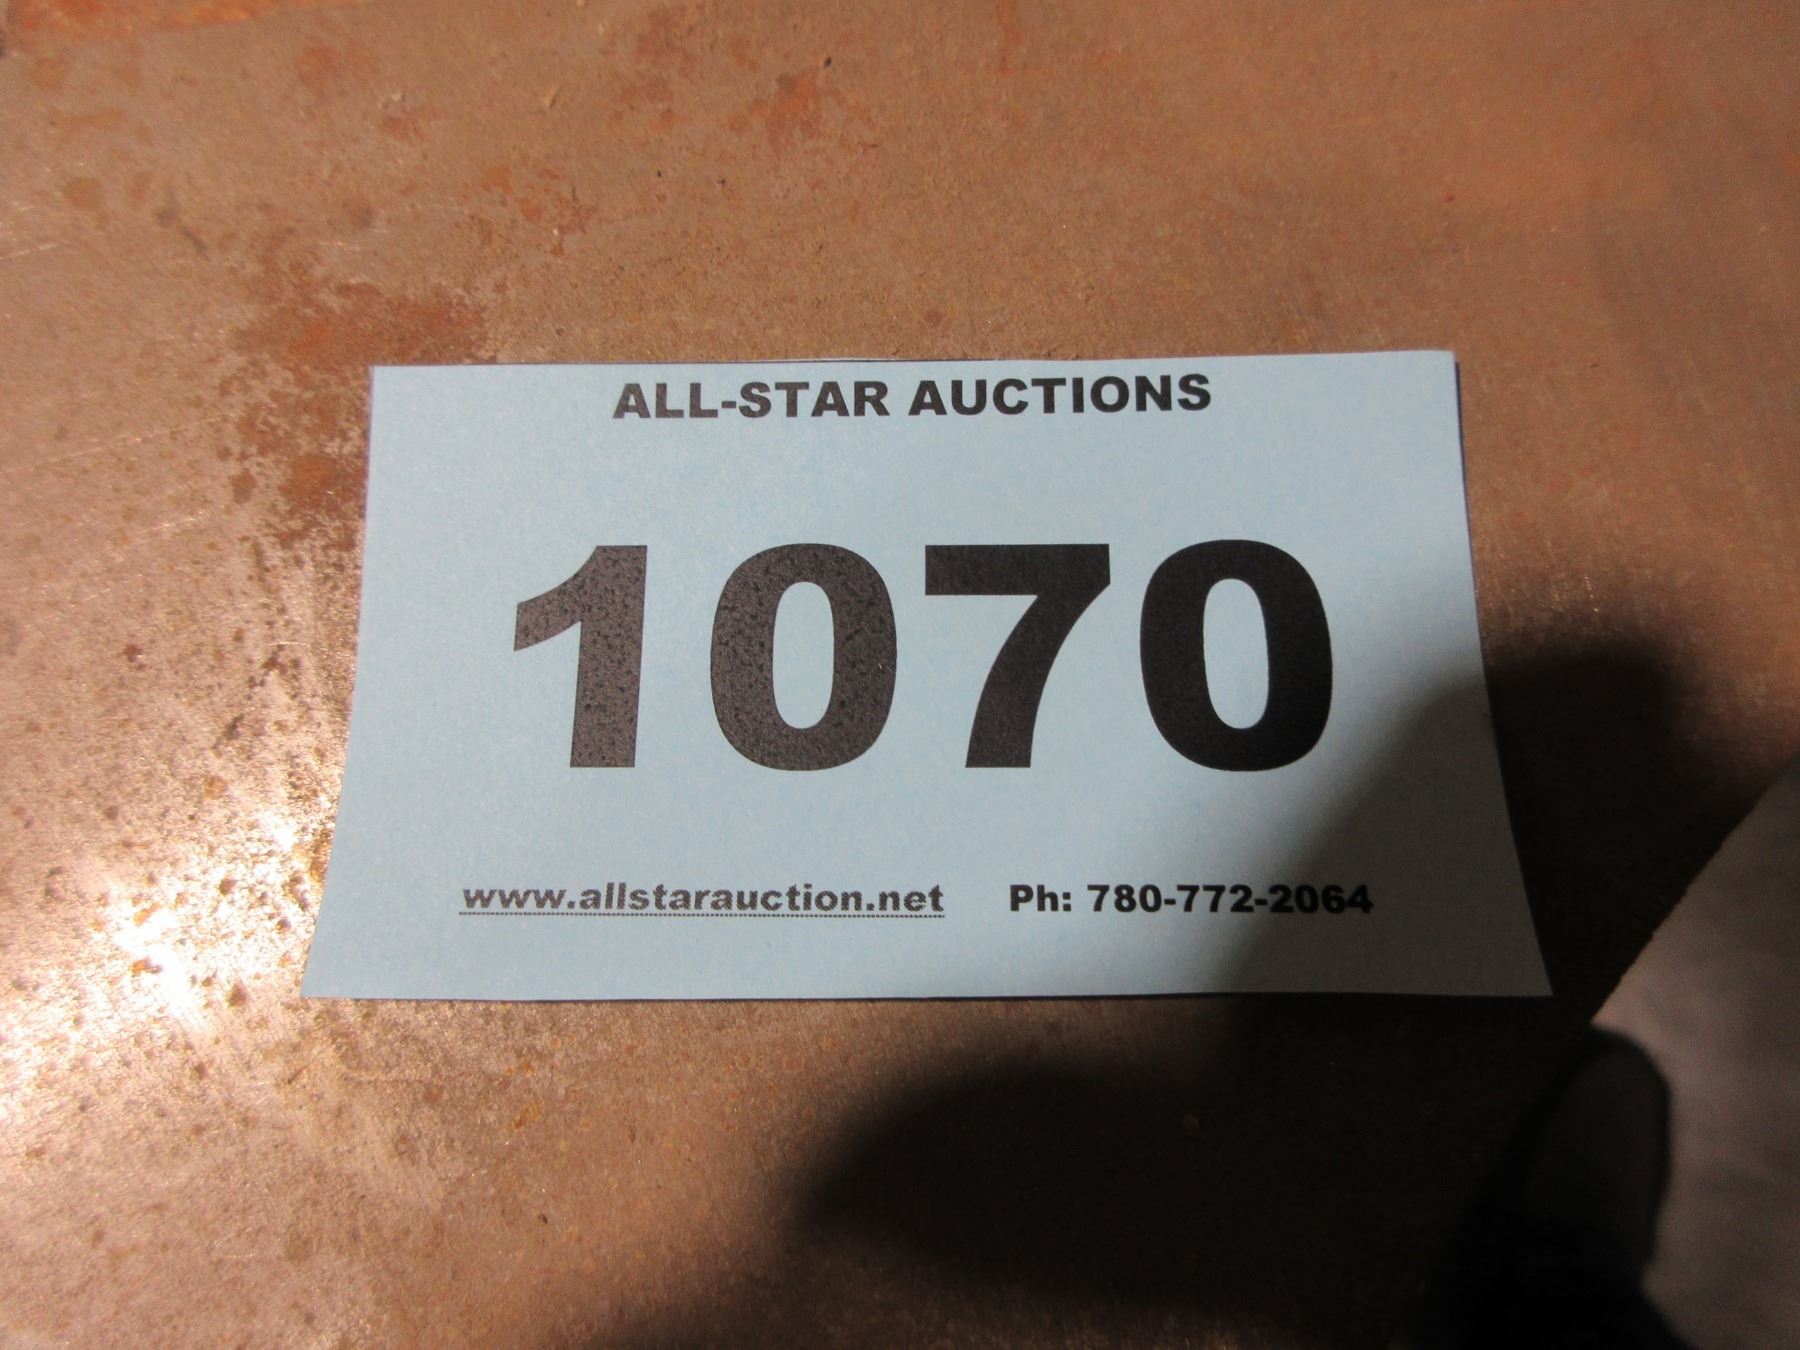 ALL-STAR AUCTIONS
1070
www.allstarauction.net Ph: 780-772-2064